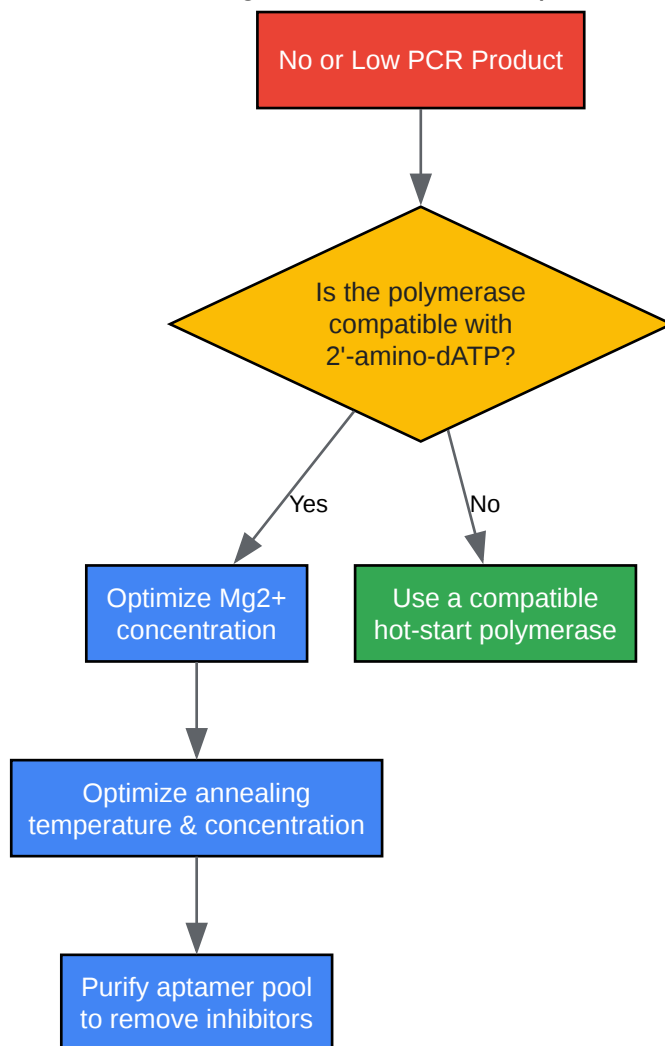 No or Low PCR Product
Is the polymerase
compatible with
2'-amino-dATP?
Yes
No
Optimize Mg2+
concentration
Use a compatible
hot-start polymerase
Optimize annealing
temperature & concentration
Purify aptamer pool
to remove inhibitors